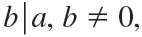 b|a, b ≠ 0,